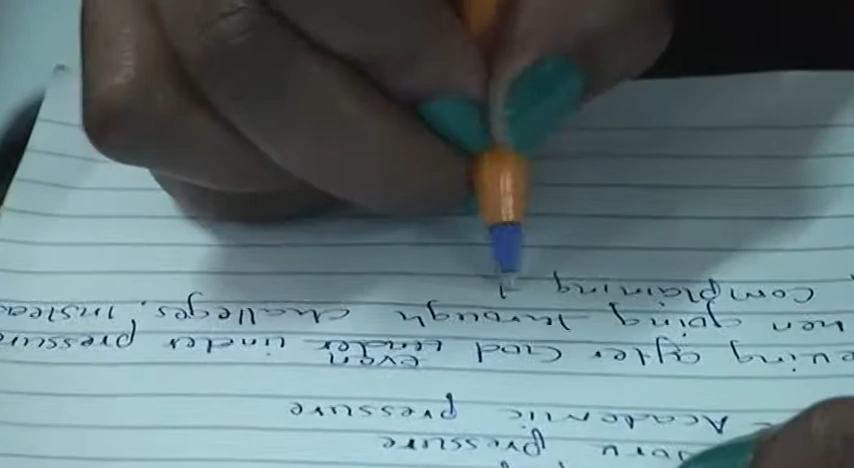 pressure
Academic pressure
after God even under pressure
going through challeges, instead
complaining